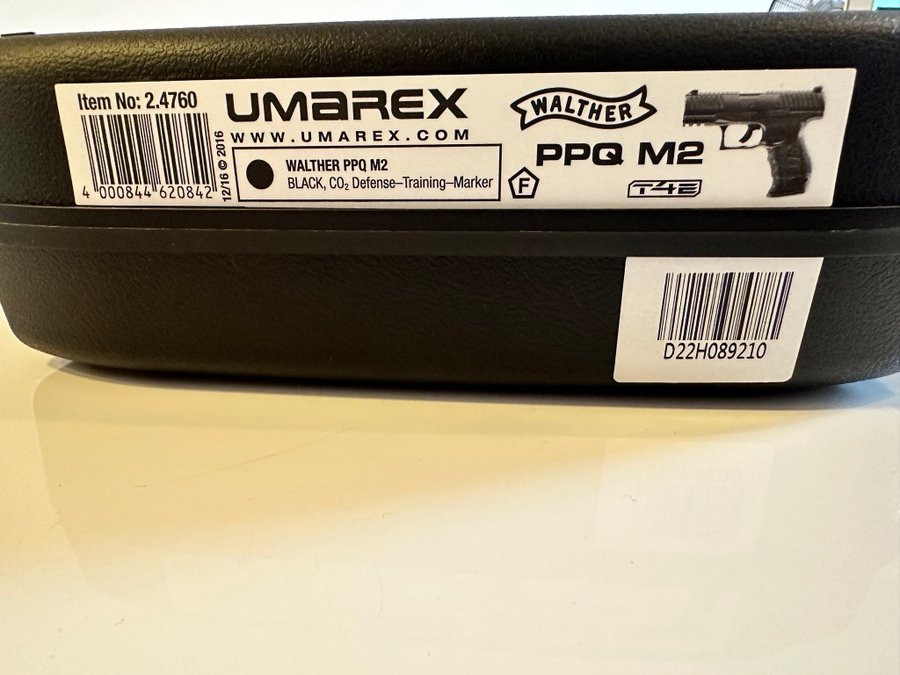 Item No: 2.4760
4 000844 620842
12/16 © 2016
UMAREX
WWW.UMAREX.COM
WALTHER PPQ M2
BLACK, CO₂ Defense–Training–Marker
WALTHER
PPQ M2
F
T4E
D22H089210